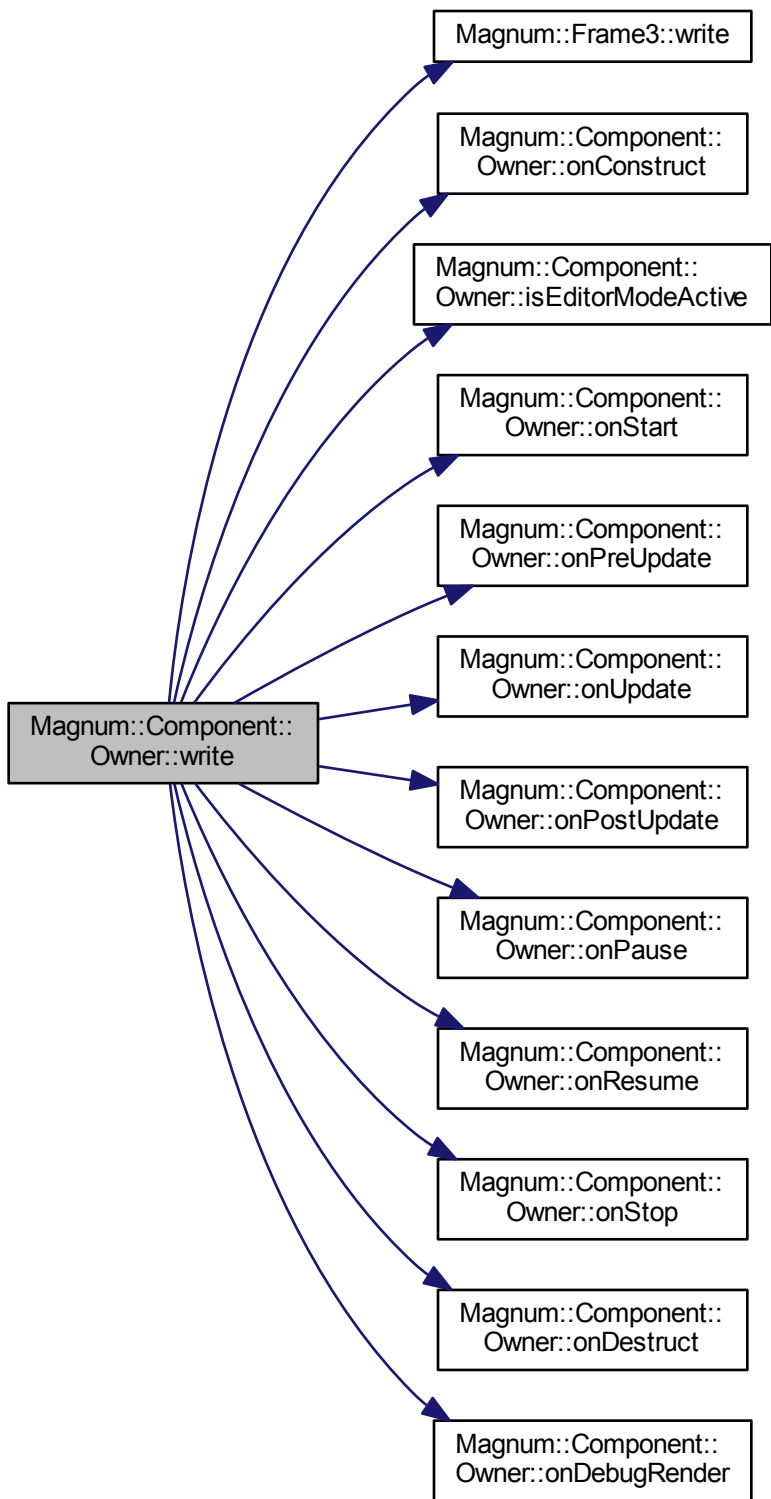 Magnum::Frame3::write
Magnum::Component::
Owner::onConstruct
Magnum::Component::
Owner::isEditorModeActive
Magnum::Component::
Owner::onStart
Magnum::Component::
Owner::onPreUpdate
Magnum::Component::
Owner::onUpdate
Magnum::Component::
Owner::write
Magnum::Component::
Owner::onPostUpdate
Magnum::Component::
Owner::onPause
Magnum::Component::
Owner::onResume
Magnum::Component::
Owner::onStop
Magnum::Component::
Owner::onDestruct
Magnum::Component::
Owner::onDebugRender